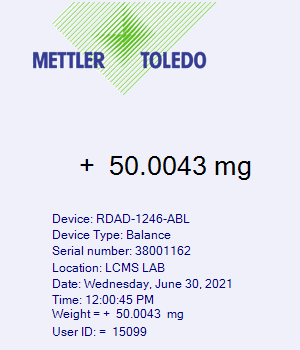 METTLER TOLEDO
+ 50.0043 mg
Device: RDAD-1246-ABL
Device Type: Balance
Serial number: 38001162
Location: LCMS LAB
Date: Wednesday, June 30, 2021
Time: 12:00:45 PM
Weight = + 50.0043 mg
User ID: = 15099